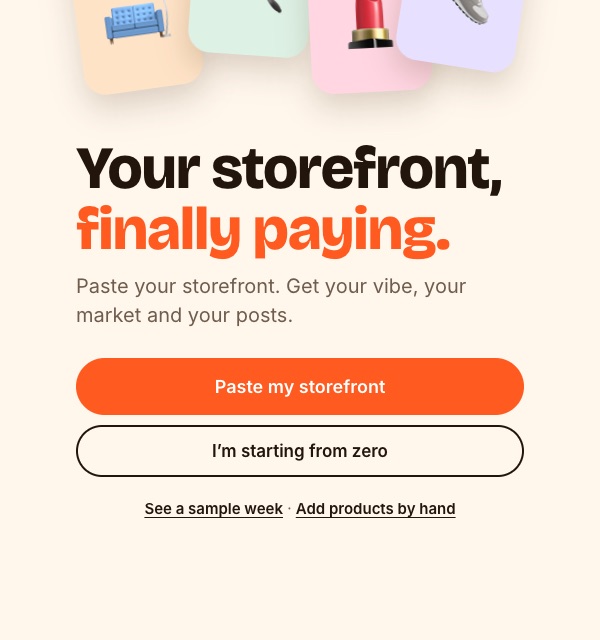 Your storefront,
finally paying.
Paste your storefront. Get your vibe, your
market and your posts.
Paste my storefront
I’m starting from zero
See a sample week · Add products by hand